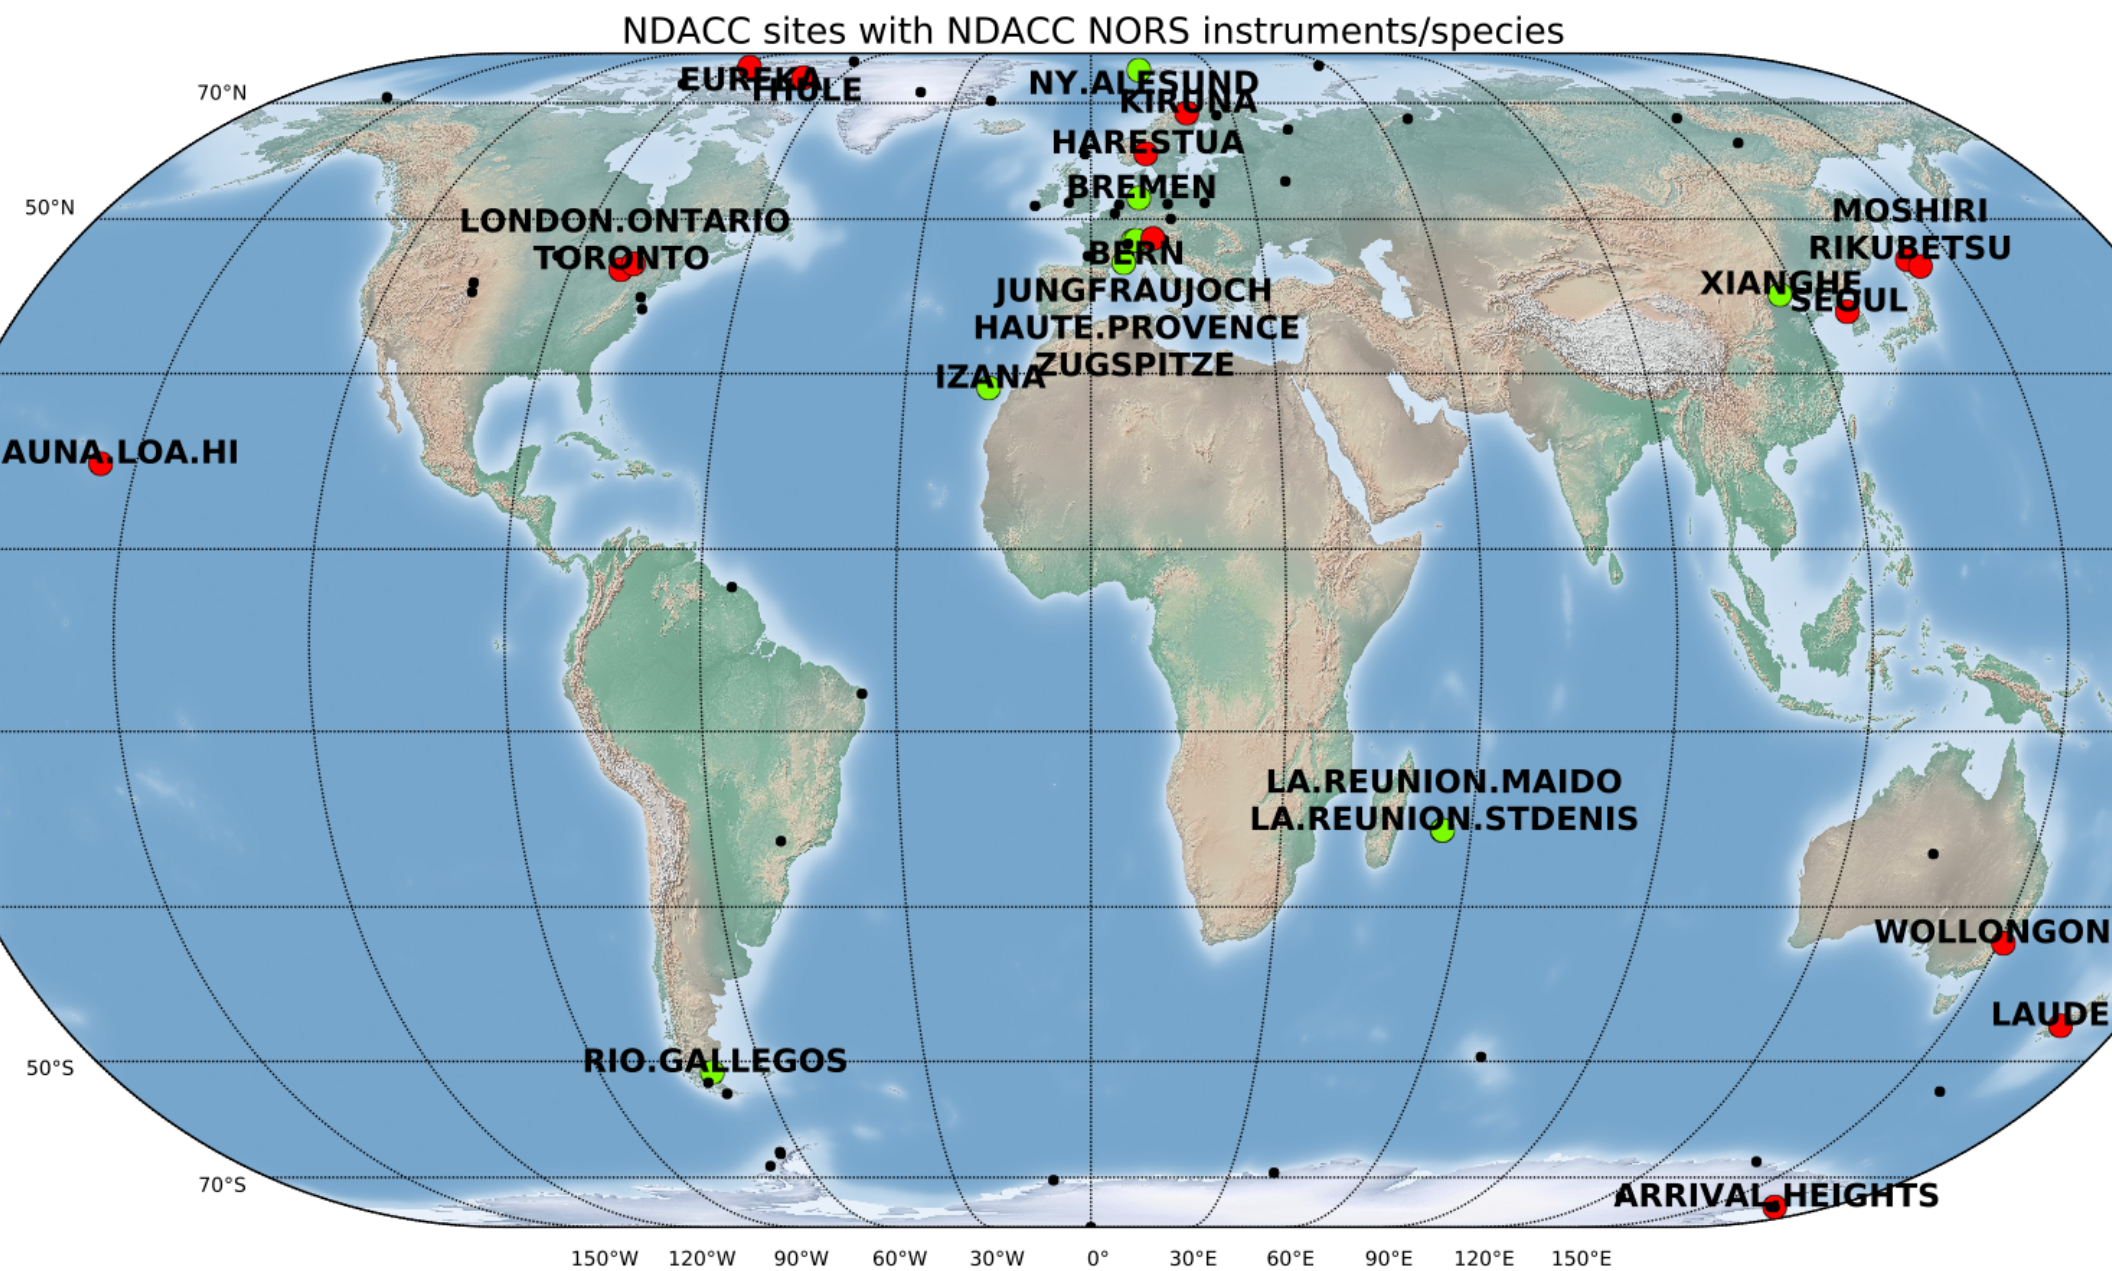 NDACC sites with NDACC NORS instruments/species
70°N
EUREKA
THULE
NY.ALESUND
KIRUNA
HARESTUA
BREMEN
50°N
LONDON.ONTARIO
TORONTO
MOSHIRI
RIKUBETSU
BERN
XIANGHE
SEOUL
JUNGFRAUJOCH
HAUTE.PROVENCE
ZUGSPITZE
IZANA
AUNA.LOA.HI
LA.REUNION.MAIDO
LA.REUNION.STDENIS
WOLLONGON
LAUDE
RIO.GALLEGOS
50°S
70°S
ARRIVAL.HEIGHTS
150°W 120°W 90°W 60°W 30°W 0° 30°E 60°E 90°E 120°E 150°E